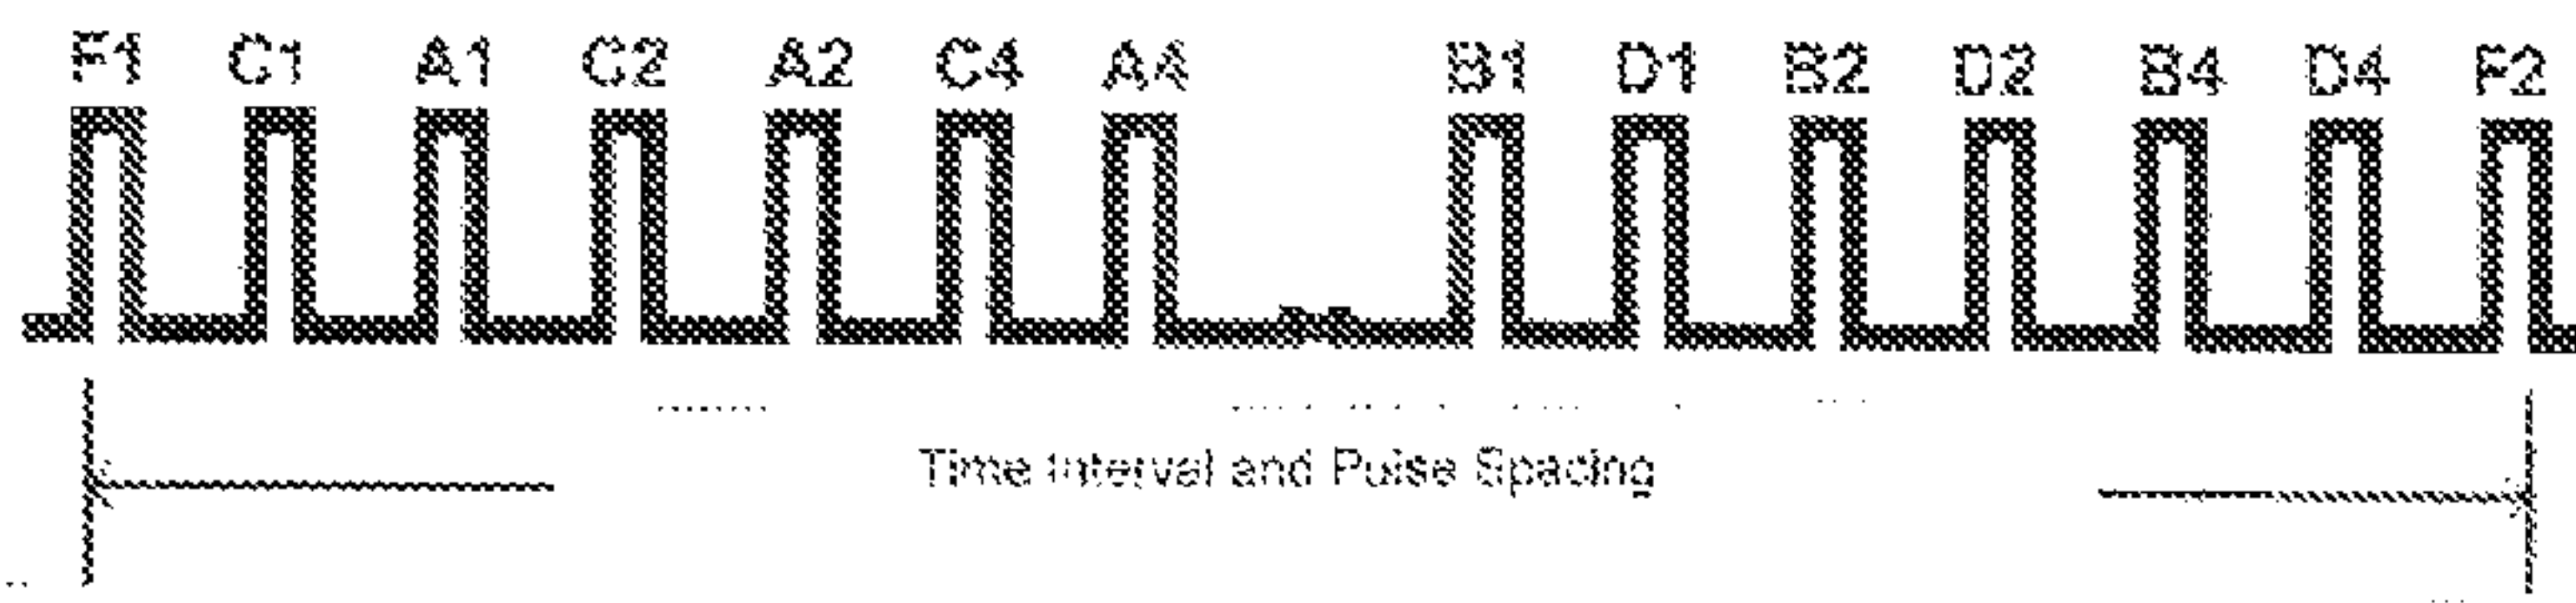 F1 C1 A1 C2 A2 C4 A4 B1 D1 B2 D2 B4 D4 F2
Time Interval and Pulse Spacing